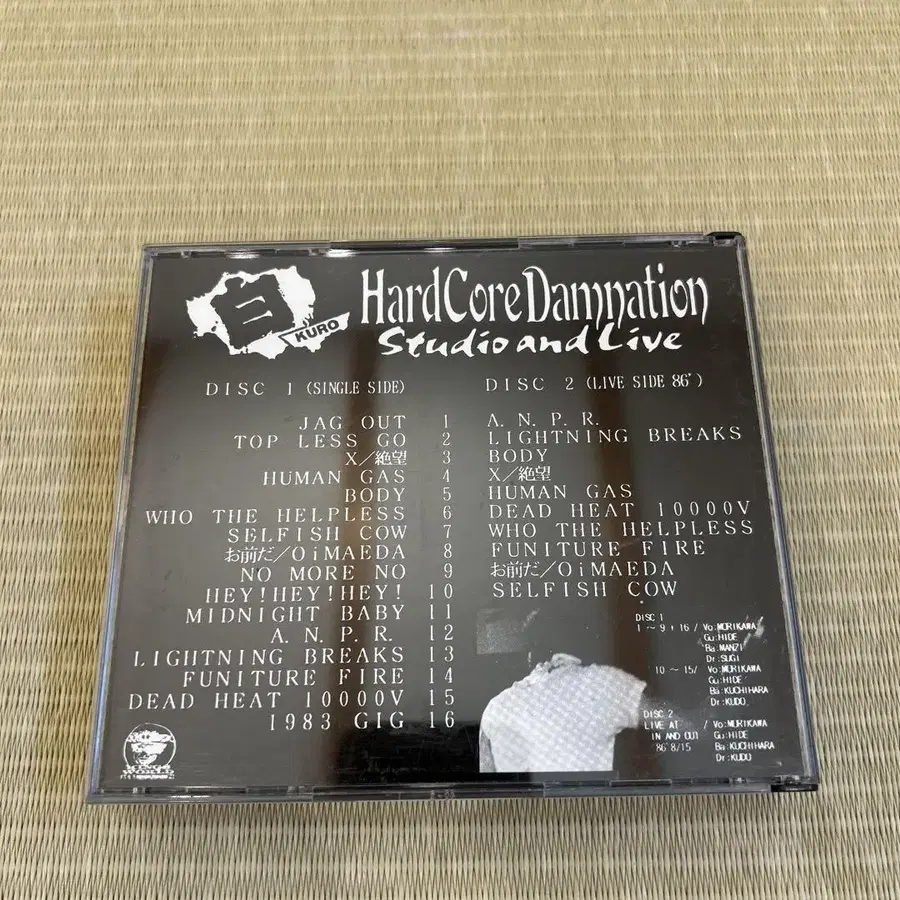 白
KURO
HardCoreDamnation
Studio and Live
DISC 1 (SINGLE SIDE)
JAG OUT 1
TOP LESS GO 2
X/絶望 3
HUMAN GAS 4
BODY 5
WHO THE HELPLESS 6
SELFISH COW 7
お前だ/OiMAEDA 8
NO MORE NO 9
HEY!HEY!HEY! 10
MIDNIGHT BABY 11
A. N. P. R. 12
LIGHTNING BREAKS 13
FUNITURE FIRE 14
DEAD HEAT 10000V 15
1983 GIG 16
DISC 2 (LIVE SIDE 86')
A. N. P. R.
LIGHTNING BREAKS
BODY
X/絶望
HUMAN GAS
DEAD HEAT 10000V
WHO THE HELPLESS
FUNITURE FIRE
お前だ/OiMAEDA
SELFISH COW
DISC 1
1 ~ 9 , 16 / Vo:MORIKAWA
Gu:HIDE
Ba:MANZI
Dr:SUGI
10 ~ 15/ Vo:MORIKAWA
Gu:HIDE
Ba:KUCHIHARA
Dr:KUDO
DISC 2
LIVE AT / Vo:MORIKAWA
IN AND OUT Gu:HIDE
86' 8/15 Ba:KUCHIHARA
Dr:KUDO
KINGS
WORLD